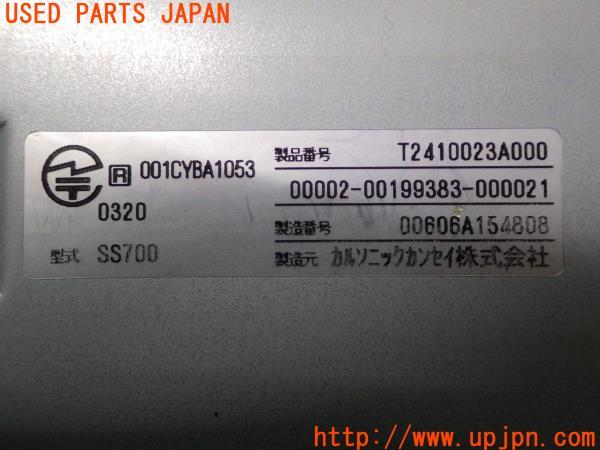 USED PARTS JAPAN
R 001CYBA1053
0320
型式 SS700
製品番号 T2410023A000
00002-00199383-000021
製造番号 00606A154808
製造元 カルソニックカンセイ株式会社
http://www.upjpn.com